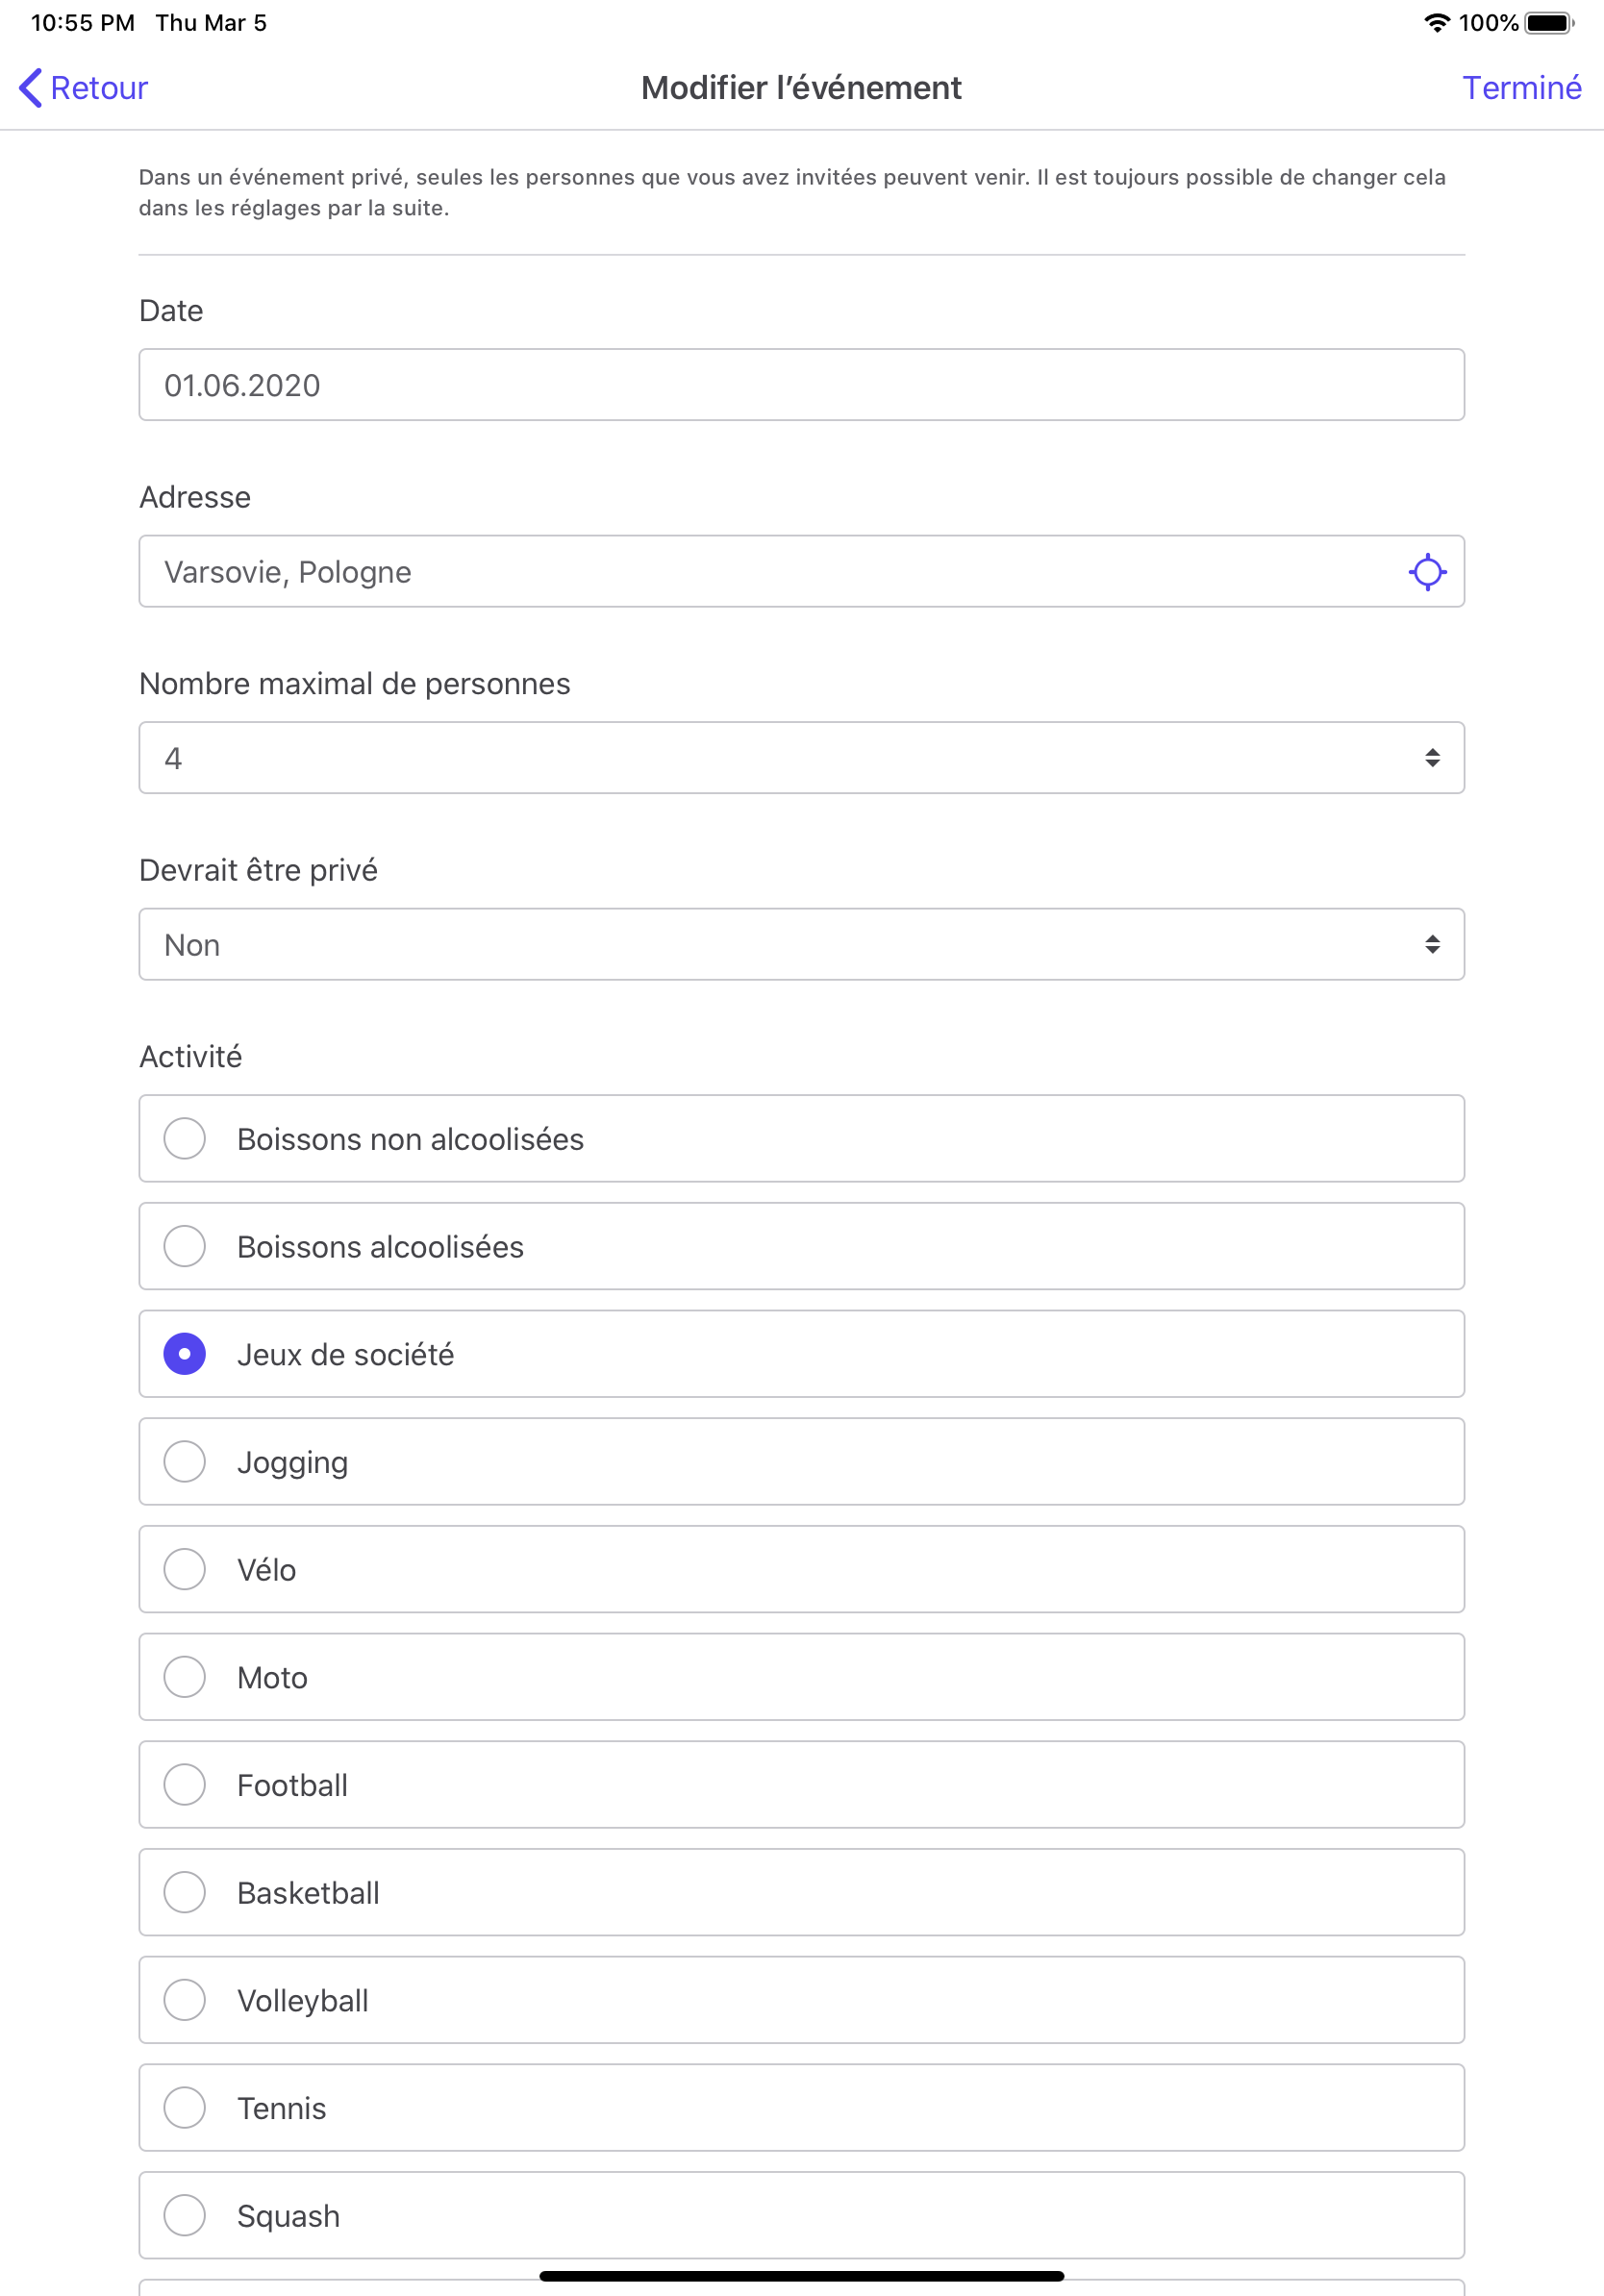 10:55 PM Thu Mar 5 100%
Retour Modifier l’événement Terminé
Dans un événement privé, seules les personnes que vous avez invitées peuvent venir. Il est toujours possible de changer cela
dans les réglages par la suite.
Date
01.06.2020
Adresse
Varsovie, Pologne
Nombre maximal de personnes
4
Devrait être privé
Non
Activité
Boissons non alcoolisées
Boissons alcoolisées
Jeux de société
Jogging
Vélo
Moto
Football
Basketball
Volleyball
Tennis
Squash